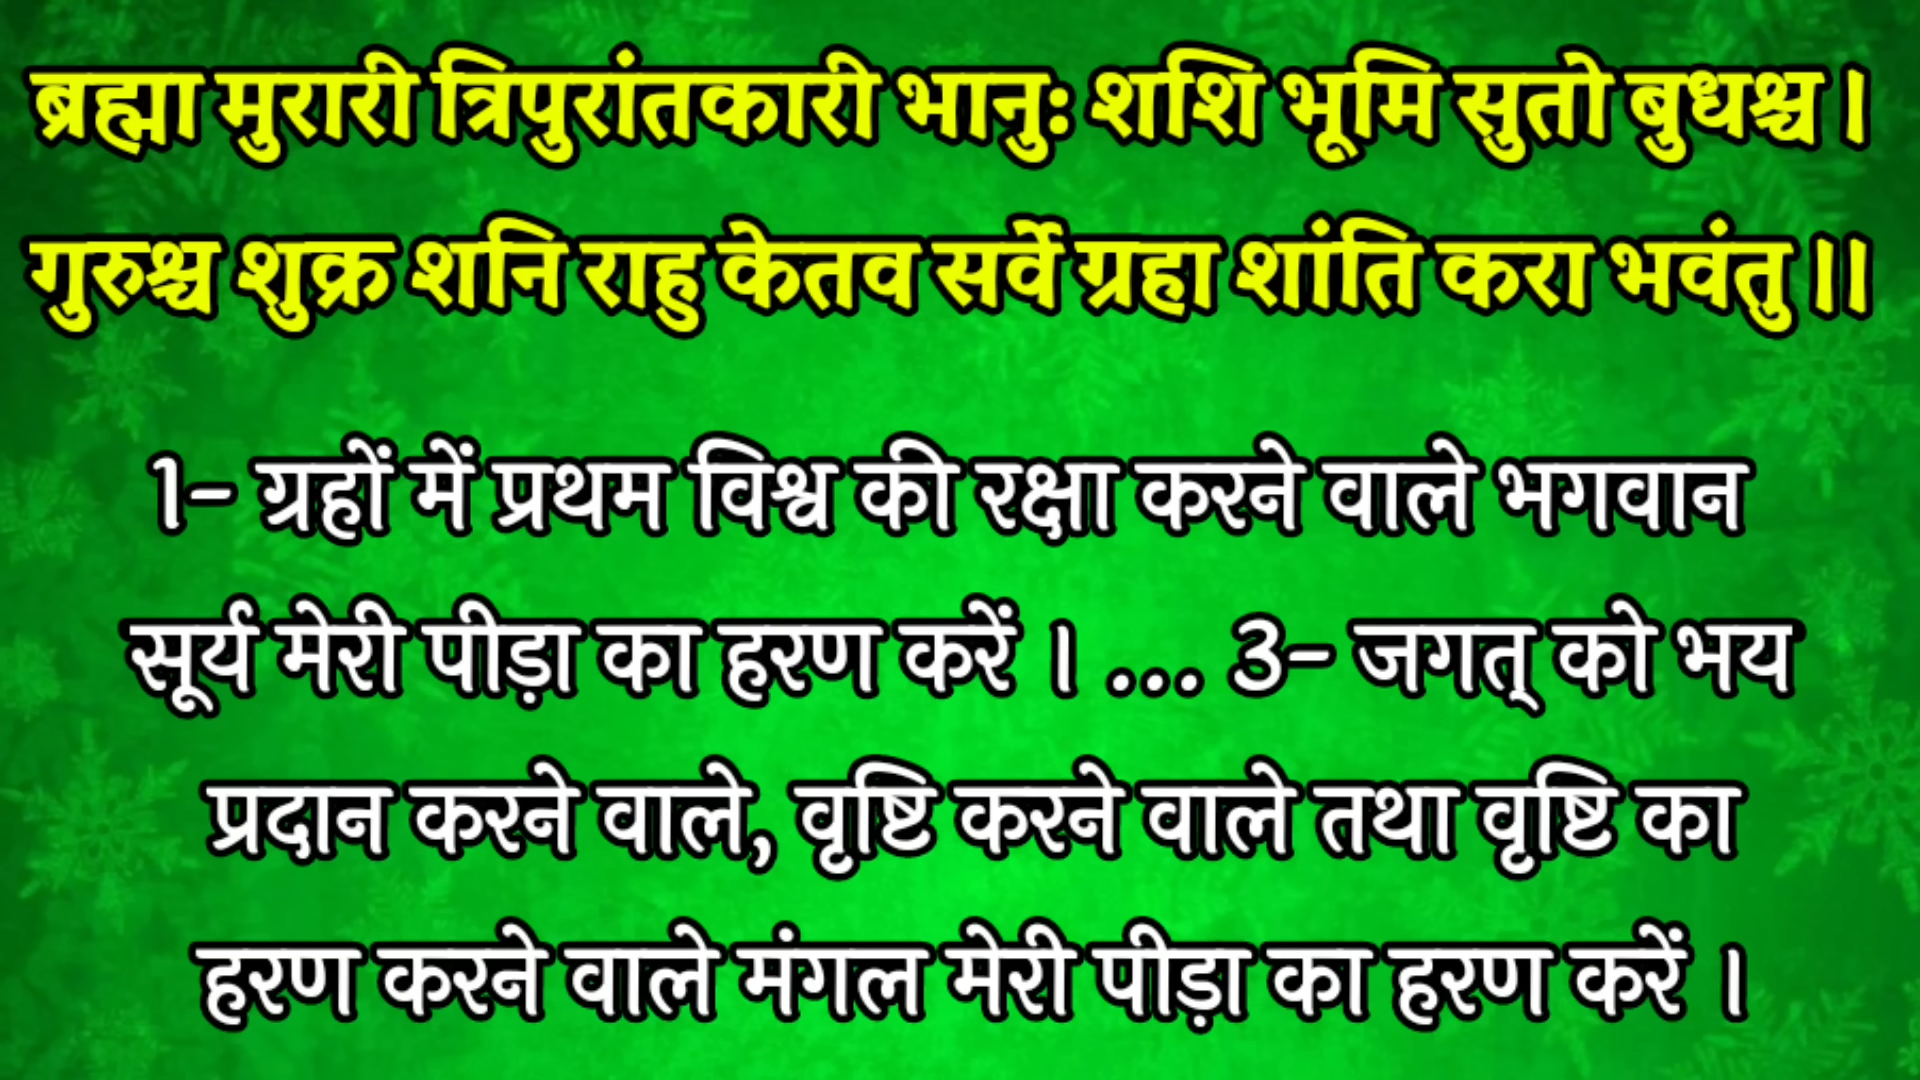 ब्रह्मा मुरारी त्रिपुरांतकारी भानुः शशि भूमि सुतो बुधश्च ।
गुरुश्च शुक्र शनि राहु केतव सर्वे ग्रहा शांति करा भवंतु ।।
1- ग्रहों में प्रथम विश्व की रक्षा करने वाले भगवान
सूर्य मेरी पीड़ा का हरण करें । ... 3- जगत् को भय
प्रदान करने वाले, वृष्टि करने वाले तथा वृष्टि का
हरण करने वाले मंगल मेरी पीड़ा का हरण करें ।